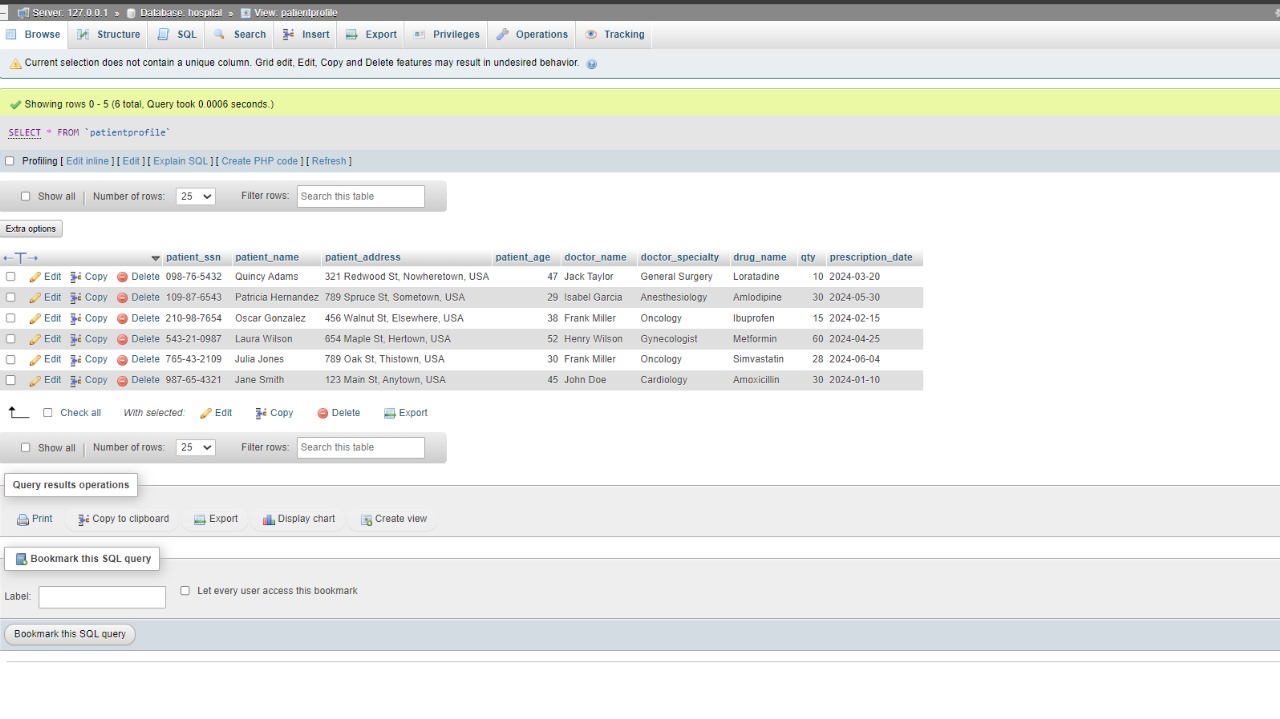 Server: 127.0.0.1 » Database: hospital » View: patientprofile
Browse Structure SQL Search Insert Export Privileges Operations Tracking
Current selection does not contain a unique column. Grid edit, Edit, Copy and Delete features may result in undesired behavior.
Showing rows 0 - 5 (6 total, Query took 0.0006 seconds.)
SELECT * FROM `patientprofile`
Profiling [ Edit inline ] [ Edit ] [ Explain SQL ] [ Create PHP code ] [ Refresh ]
Show all | Number of rows: 25 Filter rows: Search this table
Extra options
←T→ patient_ssn patient_name patient_address patient_age doctor_name doctor_specialty drug_name qty prescription_date
Edit Copy Delete 098-76-5432 Quincy Adams 321 Redwood St, Nowheretown, USA 47 Jack Taylor General Surgery Loratadine 10 2024-03-20
Edit Copy Delete 109-87-6543 Patricia Hernandez 789 Spruce St, Sometown, USA 29 Isabel Garcia Anesthesiology Amlodipine 30 2024-05-30
Edit Copy Delete 210-98-7654 Oscar Gonzalez 456 Walnut St, Elsewhere, USA 38 Frank Miller Oncology Ibuprofen 15 2024-02-15
Edit Copy Delete 543-21-0987 Laura Wilson 654 Maple St, Hertown, USA 52 Henry Wilson Gynecologist Metformin 60 2024-04-25
Edit Copy Delete 765-43-2109 Julia Jones 789 Oak St, Thistown, USA 30 Frank Miller Oncology Simvastatin 28 2024-06-04
Edit Copy Delete 987-65-4321 Jane Smith 123 Main St, Anytown, USA 45 John Doe Cardiology Amoxicillin 30 2024-01-10
Check all With selected: Edit Copy Delete Export
Show all | Number of rows: 25 Filter rows: Search this table
Query results operations
Print Copy to clipboard Export Display chart Create view
Bookmark this SQL query
Label: Let every user access this bookmark
Bookmark this SQL query